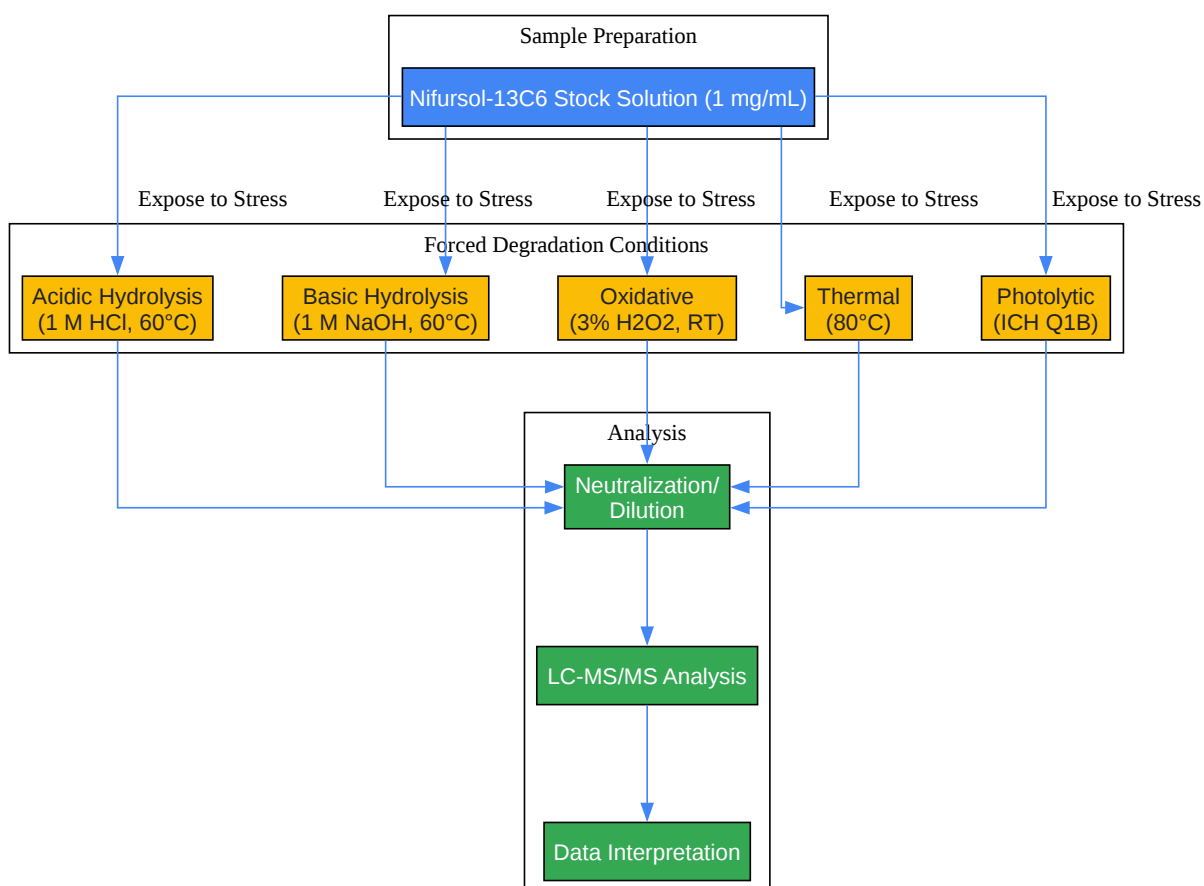 Sample Preparation
Nifursol-13C6 Stock Solution (1 mg/mL)
Expose to Stress
Expose to Stress
Expose to Stress
Expose to Stress
Expose to Stress
Forced Degradation Conditions
Acidic Hydrolysis
(1 M HCl, 60°C)
Basic Hydrolysis
(1 M NaOH, 60°C)
Oxidative
(3% H2O2, RT)
Thermal
(80°C)
Photolytic
(ICH Q1B)
Analysis
Neutralization/
Dilution
LC-MS/MS Analysis
Data Interpretation